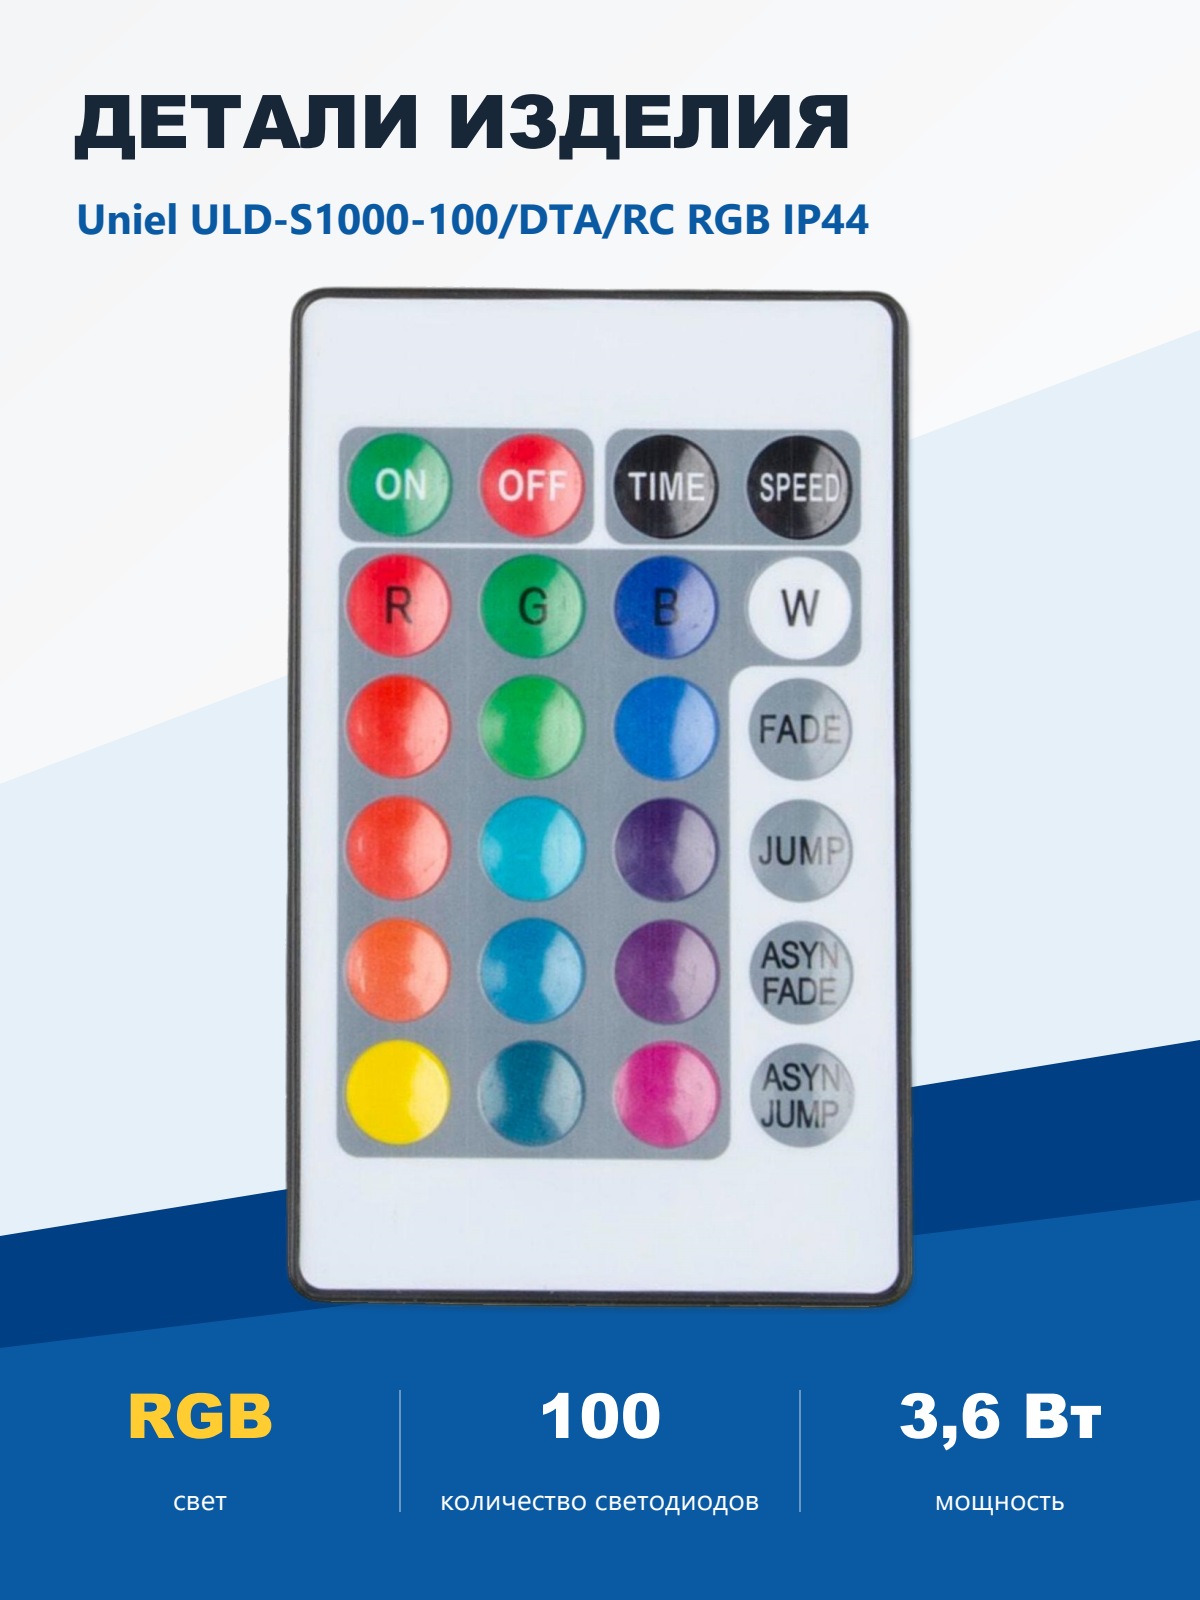 ДЕТАЛИ ИЗДЕЛИЯ
Uniel ULD-S1000-100/DTA/RC RGB IP44
ON OFF TIME SPEED
R G B W
FADE
JUMP
ASYN
FADE
ASYN
JUMP
RGB 100 3,6 Вт
свет количество светодиодов мощность